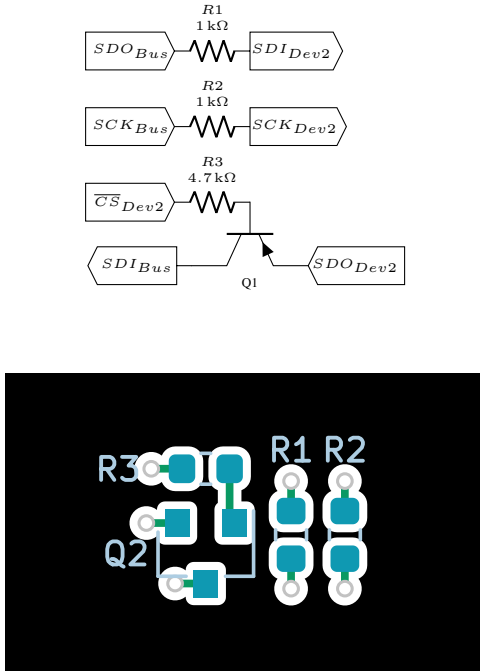 R1
1 kΩ
SDO_Bus SDI_Dev2
R2
1 kΩ
SCK_Bus SCK_Dev2
R3
4.7 kΩ
C̅S̅_Dev2
SDI_Bus SDO_Dev2
Q1
R1 R2
R3
Q2